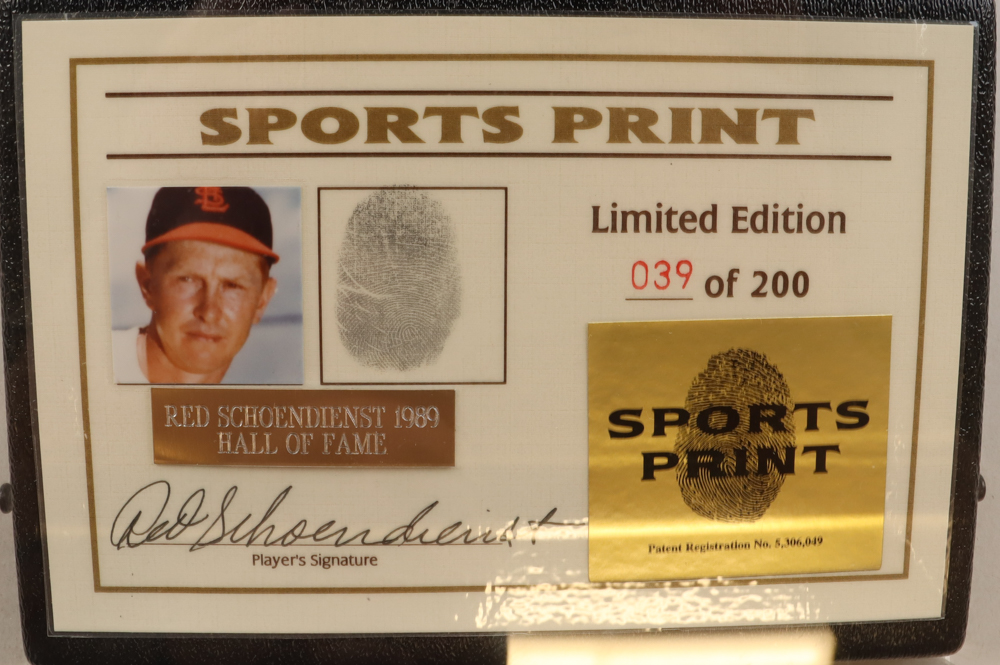 SPORTS PRINT
StL
Limited Edition
039 of 200
RED SCHOENDIENST 1989
HALL OF FAME
SPORTS
PRINT
Patent Registration No. 5,306,049
Red Schoendienst
Player's Signature